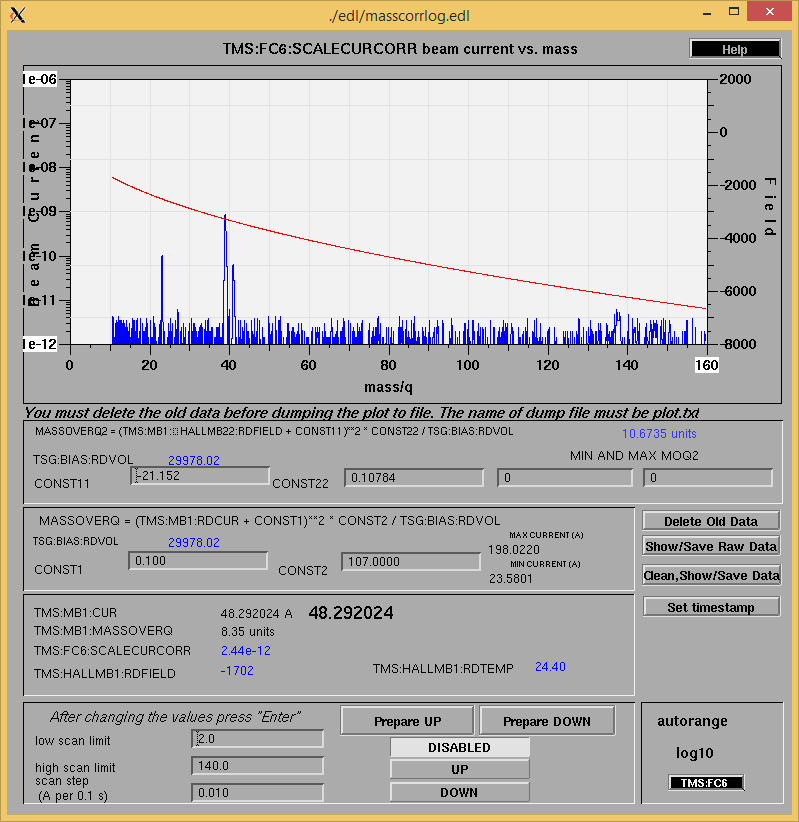 ./edl/masscorrlog.edl
TMS:FC6:SCALECURCORR beam current vs. mass
Help
1e-06
1e-07
1e-08
1e-09
1e-10
1e-11
1e-12
Beam Current
2000
0
-2000
-4000
-6000
-8000
Field
0 20 40 60 80 100 120 140 160
mass/q
You must delete the old data before dumping the plot to file. The name of dump file must be plot.txt
MASSOVERQ2 = (TMS:MB1: HALLMB22:RDFIELD + CONST11)**2 * CONST22 / TSG:BIAS:RDVOL
10.6735 units
TSG:BIAS:RDVOL 29978.02
MIN AND MAX MOQ2
CONST11 -21.152 CONST22 0.10784 0 0
MASSOVERQ = (TMS:MB1:RDCUR + CONST1)**2 * CONST2 / TSG:BIAS:RDVOL
TSG:BIAS:RDVOL 29978.02
MAX CURRENT (A)
198.0220
CONST1 0.100 CONST2 107.0000
MIN CURRENT (A)
23.5801
Delete Old Data
Show/Save Raw Data
Clean,Show/Save Data
Set timestamp
TMS:MB1:CUR 48.292024 A 48.292024
TMS:MB1:MASSOVERQ 8.35 units
TMS:FC6:SCALECURCORR 2.44e-12
TMS:HALLMB1:RDFIELD -1702
TMS:HALLMB1:RDTEMP 24.40
After changing the values press "Enter"
low scan limit 2.0
high scan limit 140.0
scan step
(A per 0.1 s) 0.010
Prepare UP
Prepare DOWN
DISABLED
UP
DOWN
autorange
log10
TMS:FC6